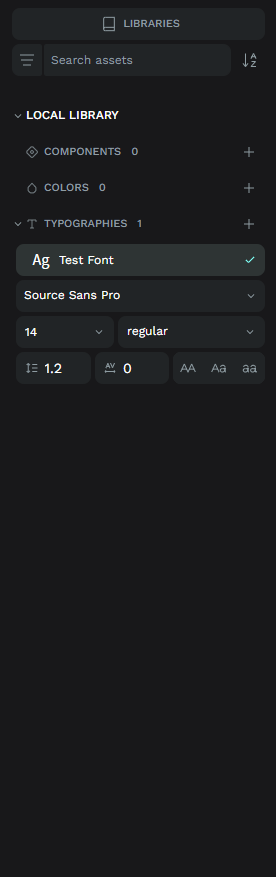 LIBRARIES
Search assets
A Z
LOCAL LIBRARY
COMPONENTS 0
COLORS 0
TYPOGRAPHIES 1
Ag Test Font
Source Sans Pro
14 regular
1.2 AV 0 AA Aa aa